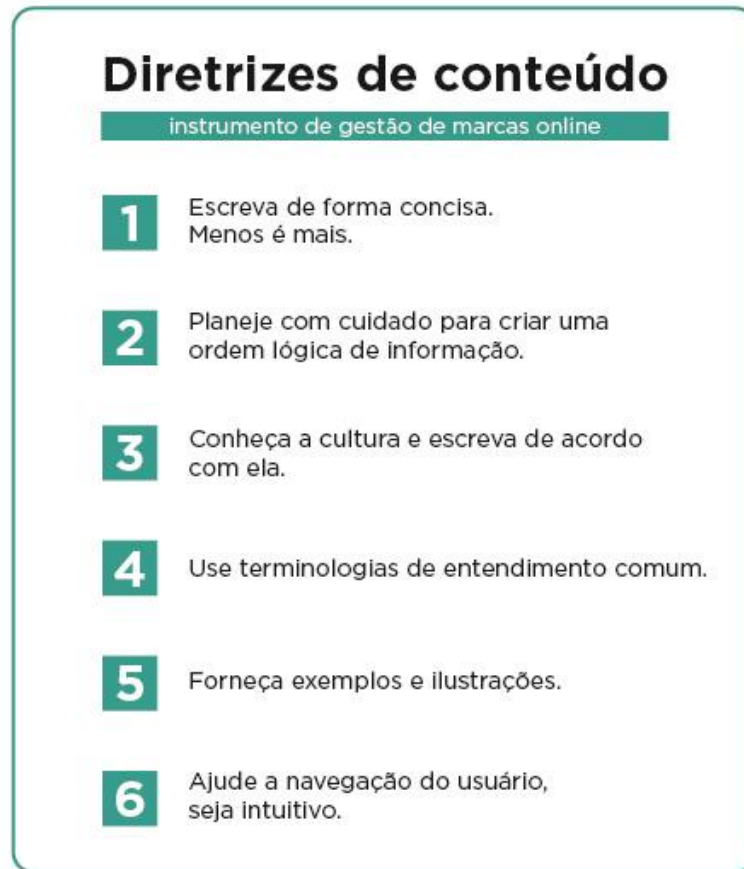 Diretrizes de conteúdo
instrumento de gestão de marcas online
1
Escreva de forma concisa.
Menos é mais.
2
Planeje com cuidado para criar uma
ordem lógica de informação.
3
Conheça a cultura e escreva de acordo
com ela.
4
Use terminologias de entendimento comum.
5
Forneça exemplos e ilustrações.
6
Ajude a navegação do usuário,
seja intuitivo.